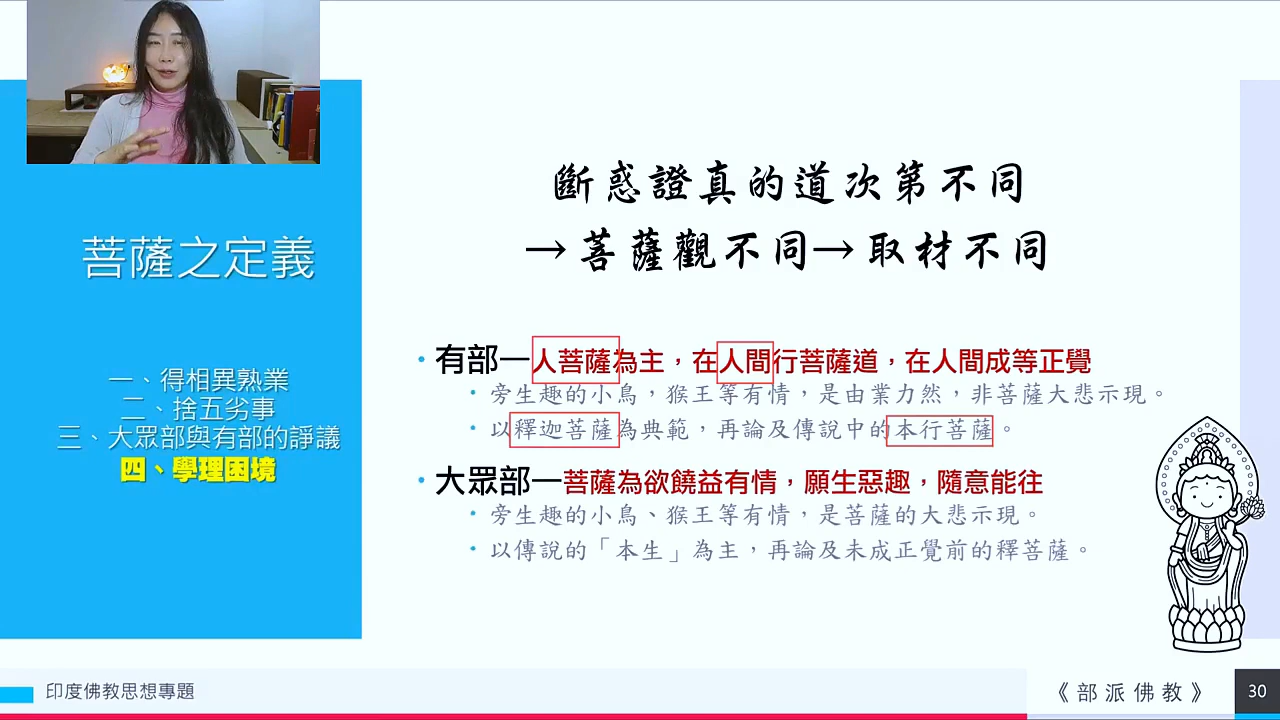 菩薩之定義
一、得相異熟業
二、捨五劣事
三、大眾部與有部的諍議
四、學理困境
斷惑證真的道次第不同
→菩薩觀不同→取材不同
•有部—人菩薩為主，在人間行菩薩道，在人間成等正覺
•旁生趣的小鳥，猴王等有情，是由業力然，非菩薩大悲示現。
•以釋迦菩薩為典範，再論及傳說中的本行菩薩。
•大眾部—菩薩為欲饒益有情，願生惡趣，隨意能往
•旁生趣的小鳥、猴王等有情，是菩薩的大悲示現。
•以傳說的「本生」為主，再論及未成正覺前的釋菩薩。
印度佛教思想專題
《部派佛教》
30